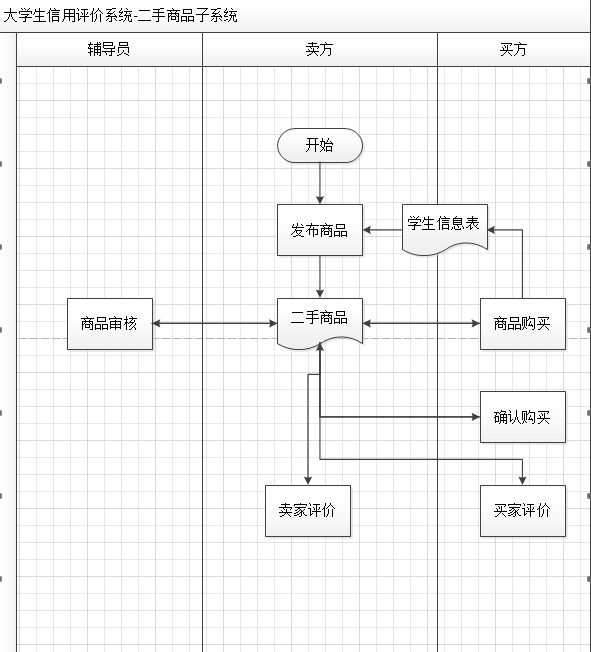 大学生信用评价系统-二手商品子系统
辅导员
卖方
买方
开始
发布商品
学生信息表
商品审核
二手商品
商品购买
确认购买
卖家评价
买家评价